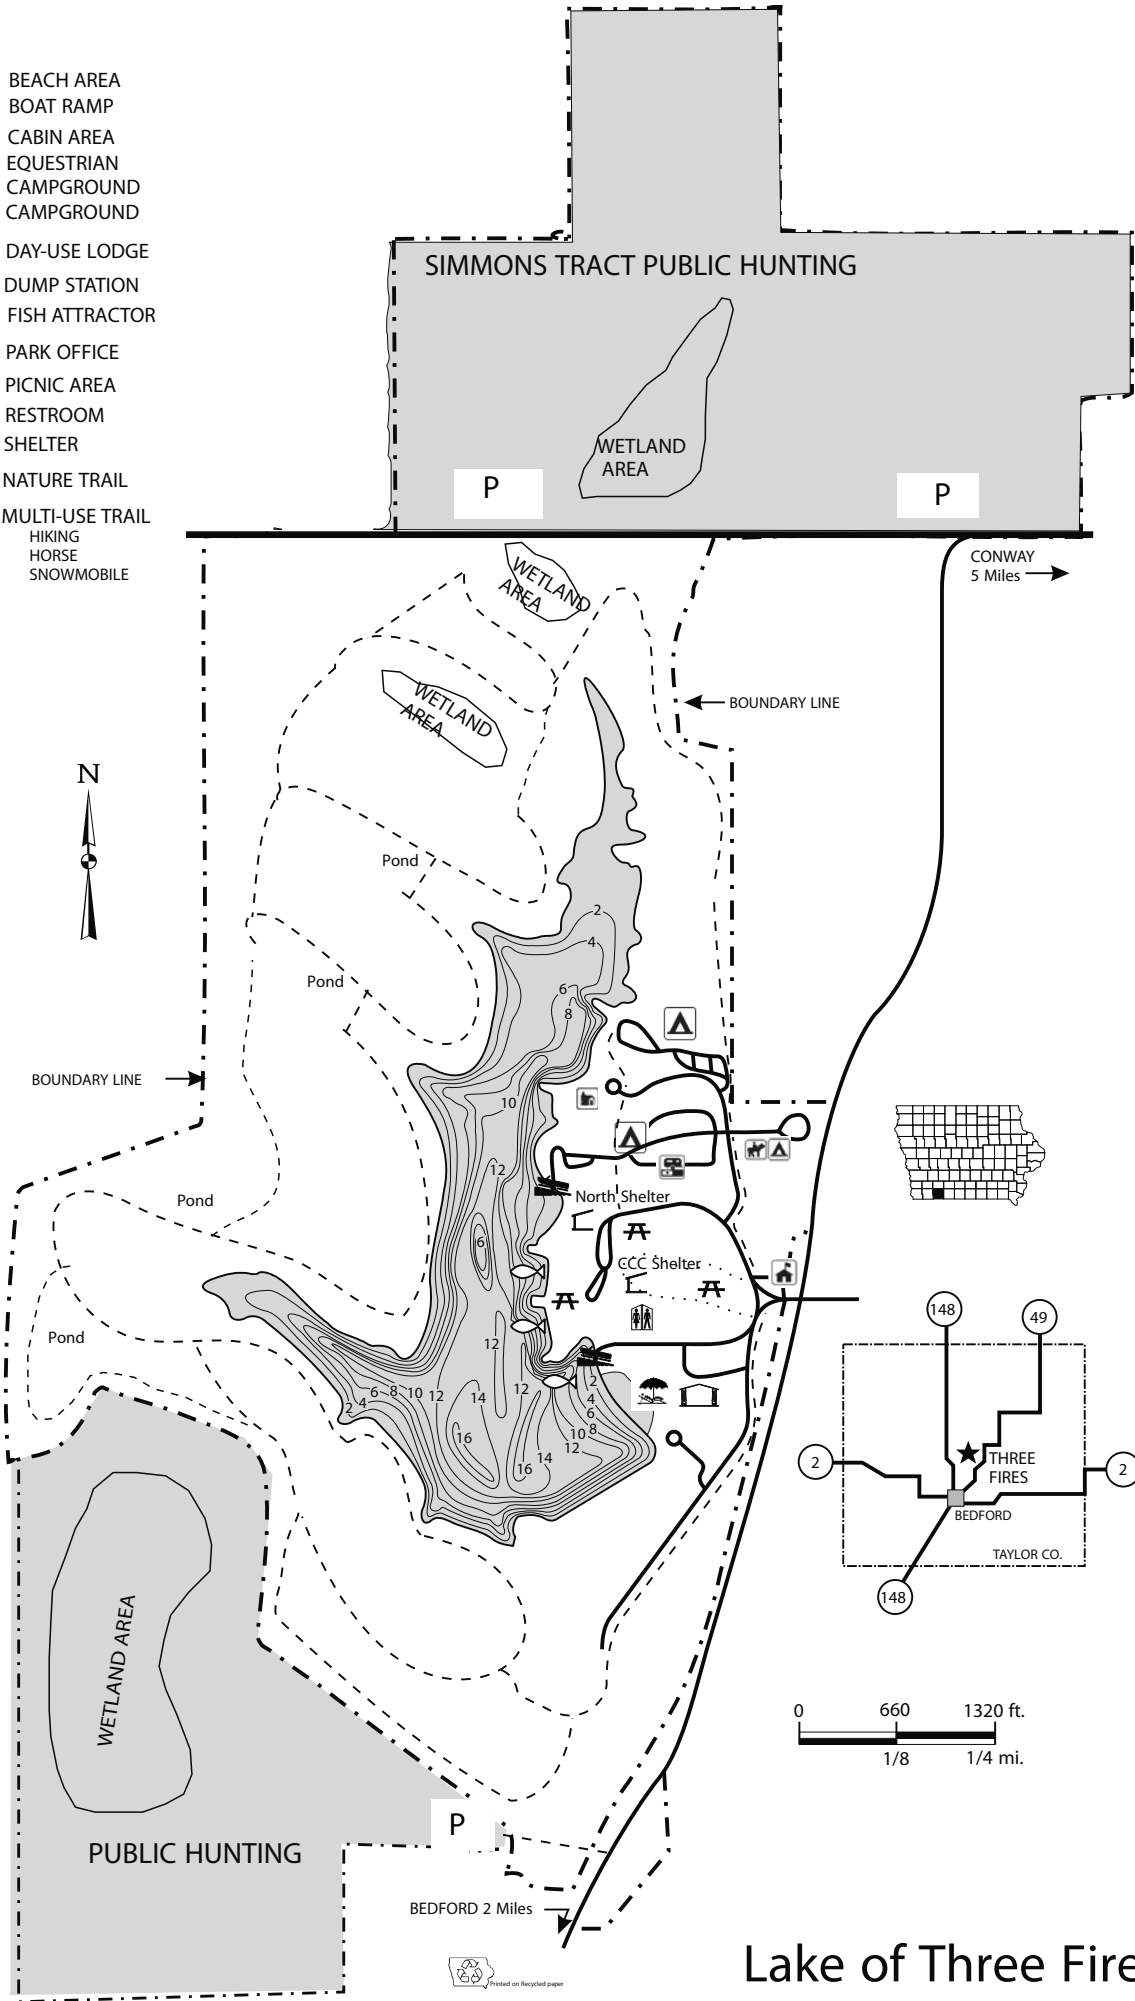 BEACH AREA
BOAT RAMP
CABIN AREA
EQUESTRIAN
CAMPGROUND
CAMPGROUND
DAY-USE LODGE
DUMP STATION
FISH ATTRACTOR
PARK OFFICE
PICNIC AREA
RESTROOM
SHELTER
NATURE TRAIL
MULTI-USE TRAIL
HIKING
HORSE
SNOWMOBILE
SIMMONS TRACT PUBLIC HUNTING
WETLAND
AREA
P
P
CONWAY
5 Miles
WETLAND
AREA
WETLAND
AREA
BOUNDARY LINE
N
Pond
2
4
Pond
6
8
BOUNDARY LINE
10
12
Pond
North Shelter
6
CCC Shelter
Pond
12
2
4
6
8
10
12
14
12
2
4
6
8
10
12
14
16
16
148
49
2
THREE
FIRES
2
BEDFORD
TAYLOR CO.
148
WETLAND AREA
0
660
1320 ft.
1/8
1/4 mi.
P
PUBLIC HUNTING
BEDFORD 2 Miles
Lake of Three Fire
Printed on Recycled paper